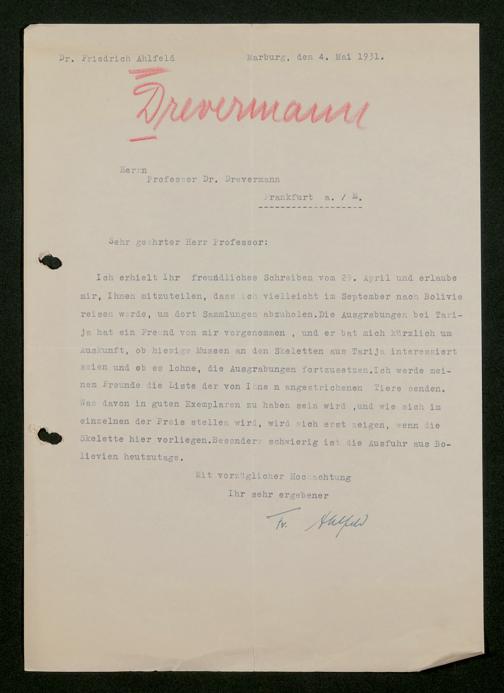 Dr. Friedrich Ahlfeld
Marburg, den 4. Mai 1931.
Drevermann
Herrn
Professor Dr. Drevermann
Frankfurt a. / M.
Sehr geehrter Herr Professor:
Ich erhielt Ihr freundliches Schreiben vom 29. April und erlaube
mir, Ihnen mitzuteilen, dass ich vielleicht im September nach Bolivie
reisen werde, um dort Sammlungen abzuholen.Die Ausgrabungen bei Tari-
ja hat ein Freund von mir vorgenommen , und er bat mich kürzlich um
Auskunft, ob hiesige Museen an den Skeletten aus Tarija interessiert
seien und ob es lohne, die Ausgrabungen fortzusetzen.Ich werde mei-
nem Freunde die Liste der von Ihne n angestrichenen Tiere senden.
Was davon in guten Exemplaren zu haben sein wird ,und wie sich im
einzelnen der Preis stellen wird, wird sich erst zeigen, wenn die
Skelette hier vorliegen.Besonders schwierig ist die Ausfuhr aus Bo-
lievien heutzutage.
Mit vorzüglicher Hochachtung
Ihr sehr ergebener
Fr. Ahlfeld